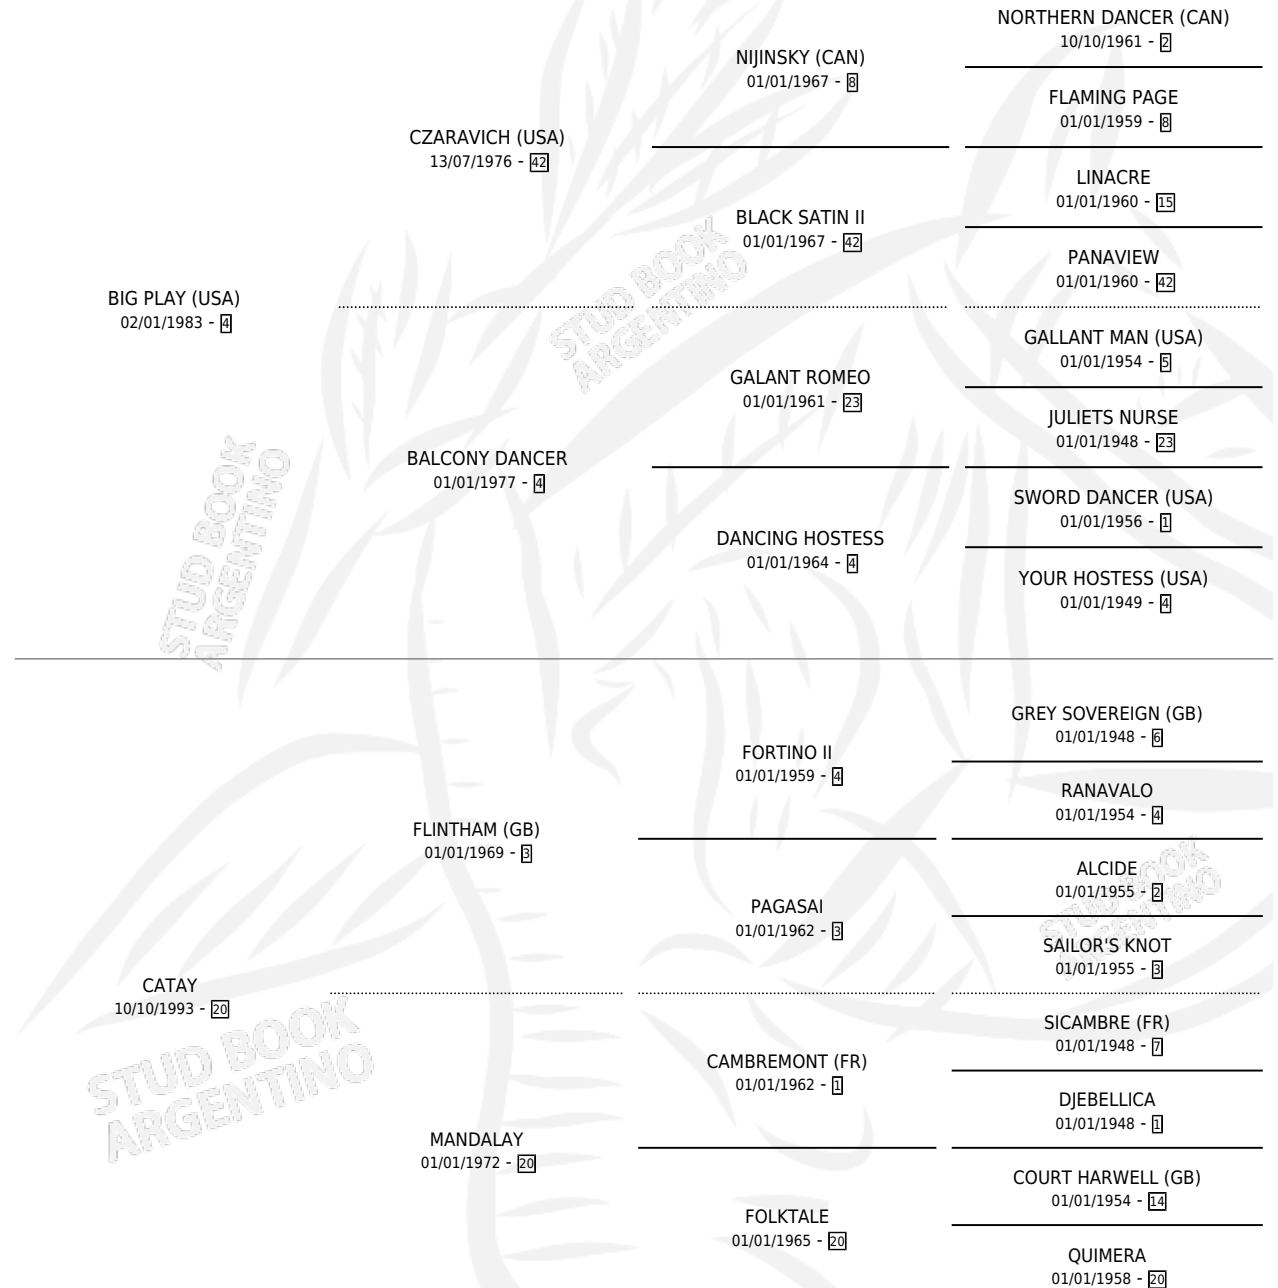 NORTHERN DANCER (CAN)
10/10/1961 - 2
NIJINSKY (CAN)
01/01/1967 - 8
FLAMING PAGE
01/01/1959 - 8
CZARAVICH (USA)
13/07/1976 - 42
LINACRE
01/01/1960 - 15
BLACK SATIN II
01/01/1967 - 42
PANAVIEW
01/01/1960 - 42
BIG PLAY (USA)
02/01/1983 - 4
GALLANT MAN (USA)
01/01/1954 - 5
GALANT ROMEO
01/01/1961 - 23
JULIETS NURSE
01/01/1948 - 23
BALCONY DANCER
01/01/1977 - 4
SWORD DANCER (USA)
01/01/1956 - 1
DANCING HOSTESS
01/01/1964 - 4
YOUR HOSTESS (USA)
01/01/1949 - 4
GREY SOVEREIGN (GB)
01/01/1948 - 6
FORTINO II
01/01/1959 - 4
RANAVALO
01/01/1954 - 4
FLINTHAM (GB)
01/01/1969 - 3
ALCIDE
01/01/1955 - 2
PAGASAI
01/01/1962 - 3
SAILOR'S KNOT
01/01/1955 - 3
CATAY
10/10/1993 - 20
SICAMBRE (FR)
01/01/1948 - 7
CAMBREMONT (FR)
01/01/1962 - 1
DJEBELLICA
01/01/1948 - 1
MANDALAY
01/01/1972 - 20
COURT HARWELL (GB)
01/01/1954 - 14
FOLKTALE
01/01/1965 - 20
QUIMERA
01/01/1958 - 20
STUD BOOK
ARGENTINO
STUD BOOK
ARGENTINO
STUD BOOK
ARGENTINO
STUD BOOK
ARGENTINO